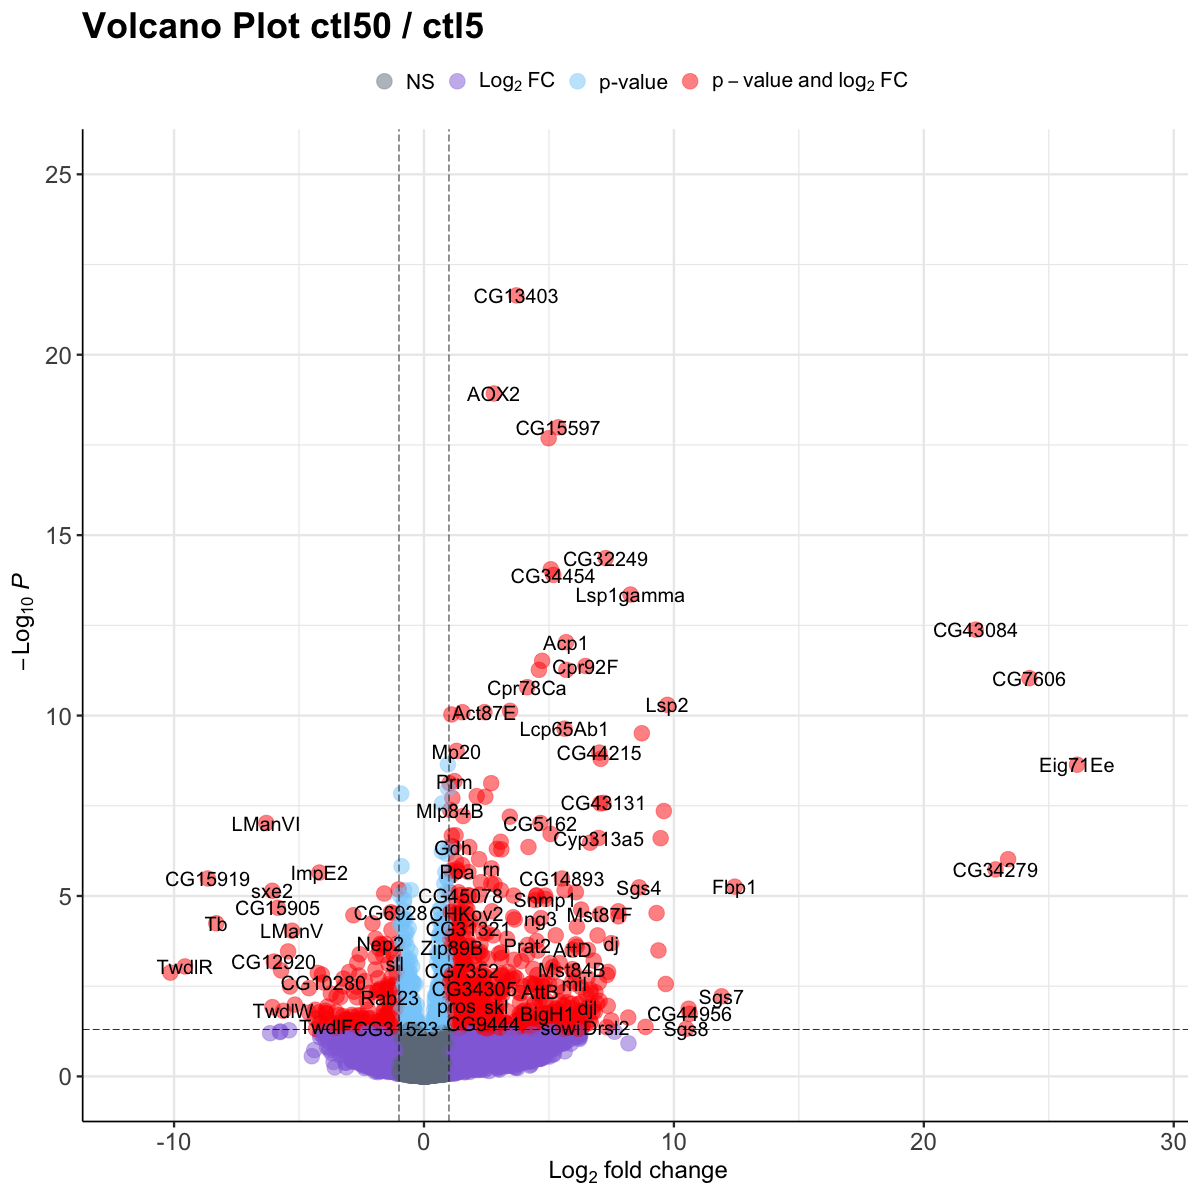 Volcano Plot ctl50 / ctl5
NS Log₂ FC p-value p – value and log₂ FC
25
20
15
10
5
0
–Log₁₀ P
CG13403
AOX2
CG15597
CG32249
CG34454
Lsp1gamma
CG43084
Acp1
Cpr92F
CG7606
Cpr78Ca
Lsp2
Act87E
Lcp65Ab1
Mp20
CG44215
Eig71Ee
Prm
CG43131
Mlp84B
LManVI
CG5162
Cyp313a5
Gdh
CG34279
ImpE2
Ppa
rn
CG15919
CG14893
sxe2
Sgs4
Fbp1
CG45078
Snmp1
CG15905
CG6928
CHKov2
ng3
Mst87F
Tb
LManV
CG31321
Nep2
Zip89B
Prat2
AttD
dj
CG12920
sll
TwdlR
CG7352
Mst84B
CG10280
mil
CG34305
AttB
Rab23
Sgs7
pros
skl
djl
TwdlW
BigH1
CG44956
TwdlF
CG31523
CG9444
sowi
Drsl2
Sgs8
-10 0 10 20 30
Log₂ fold change